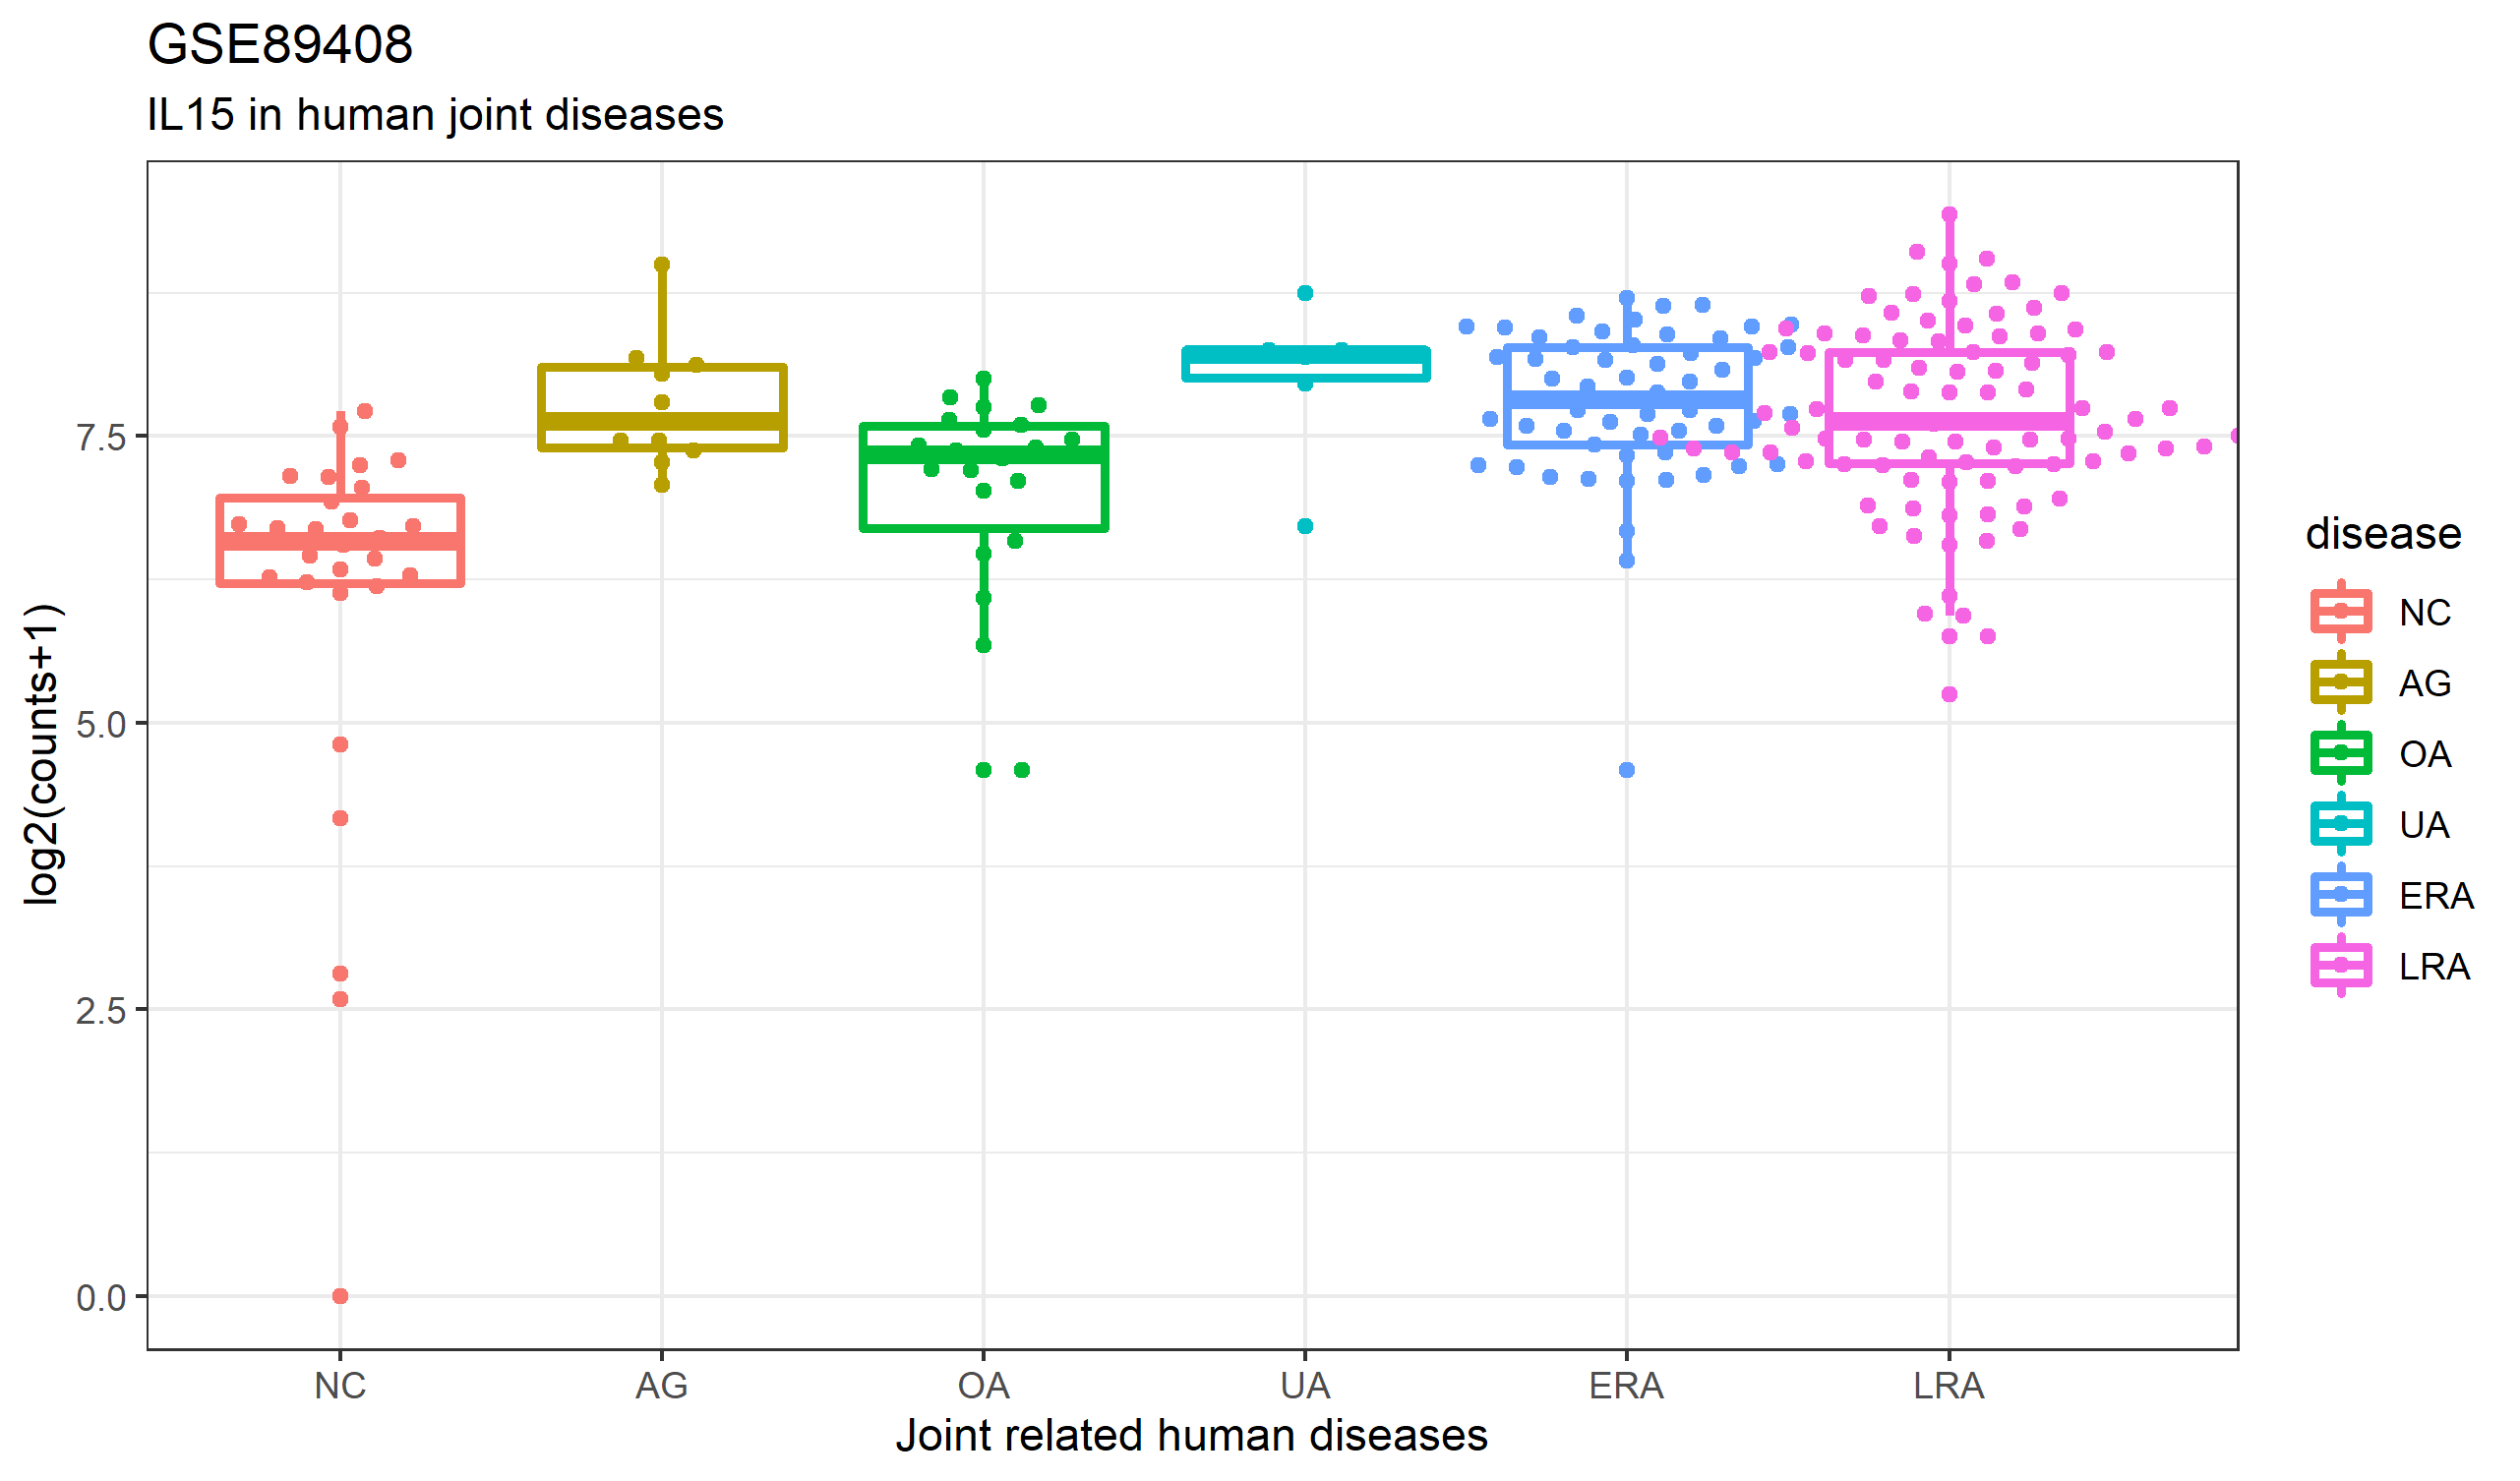 GSE89408
IL15 in human joint diseases
log2(counts+1)
7.5
5.0
2.5
0.0
NC
AG
OA
UA
ERA
LRA
Joint related human diseases
disease
NC
AG
OA
UA
ERA
LRA